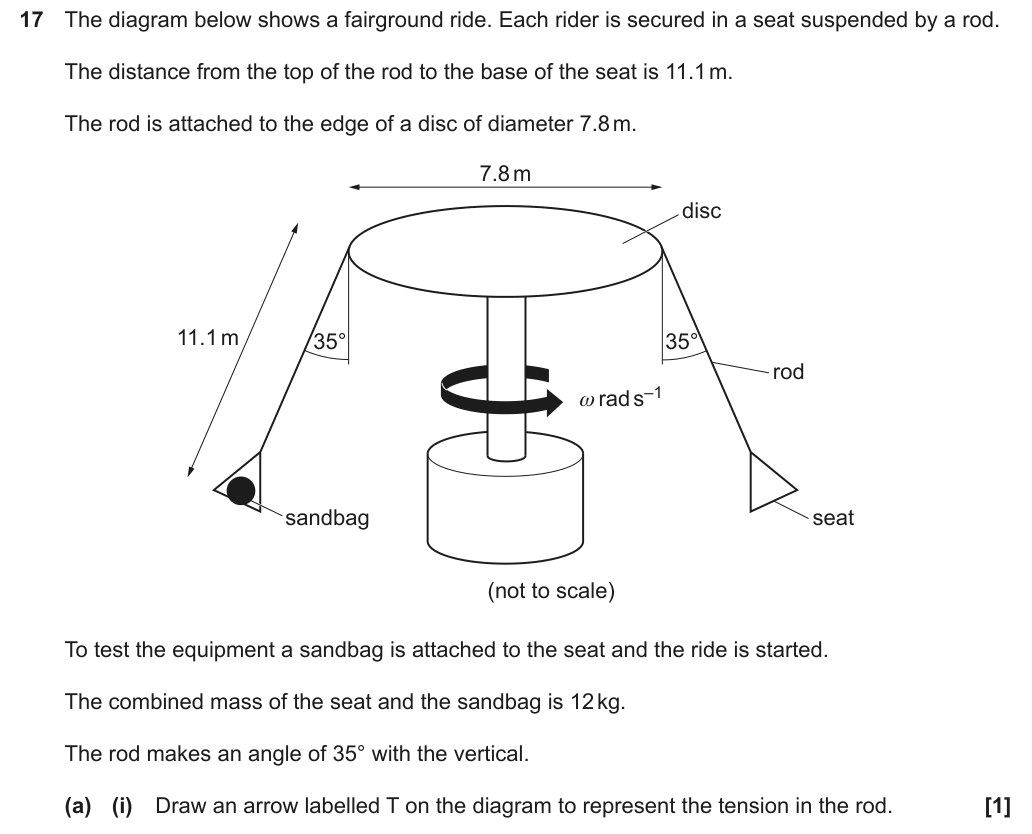 17 The diagram below shows a fairground ride. Each rider is secured in a seat suspended by a rod.
The distance from the top of the rod to the base of the seat is 11.1 m.
The rod is attached to the edge of a disc of diameter 7.8 m.
7.8 m
disc
11.1 m
35°
35°
rod
ω rad s⁻¹
sandbag
seat
(not to scale)
To test the equipment a sandbag is attached to the seat and the ride is started.
The combined mass of the seat and the sandbag is 12 kg.
The rod makes an angle of 35° with the vertical.
(a) (i) Draw an arrow labelled T on the diagram to represent the tension in the rod. [1]